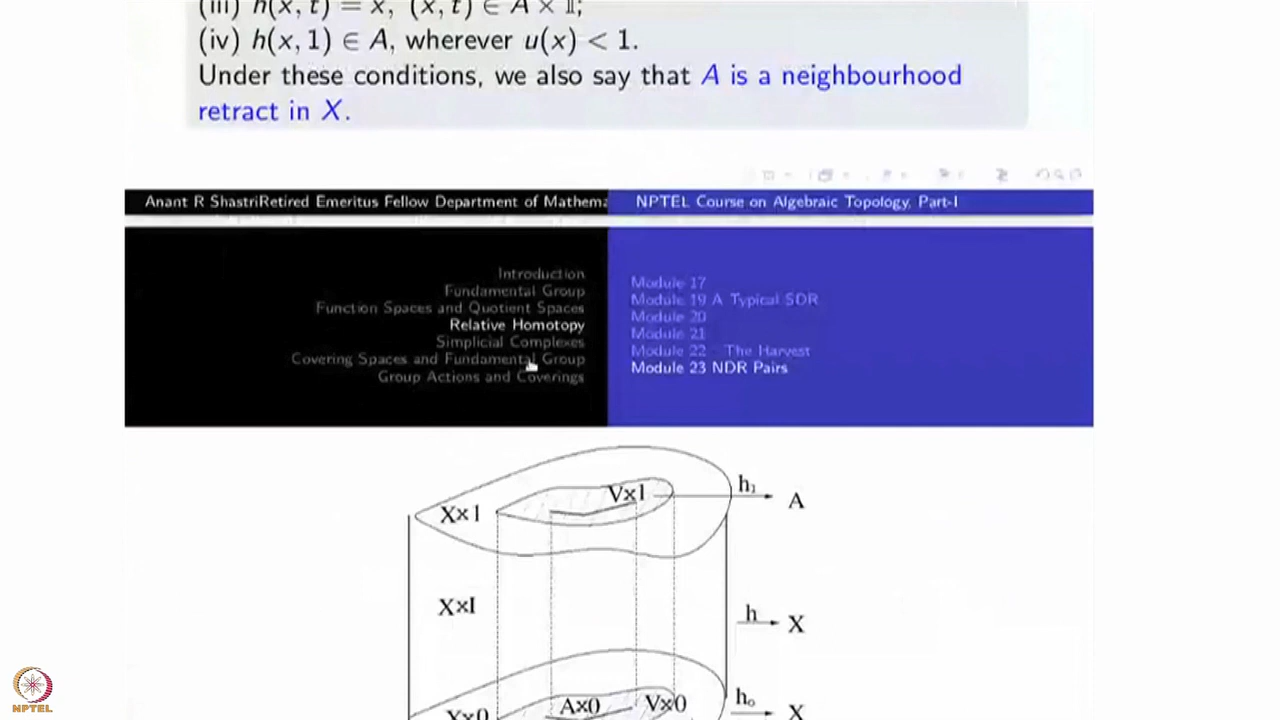 (iii) h(x, t) = x, (x, t) ∈ A × 𝕀;
(iv) h(x, 1) ∈ A, wherever u(x) < 1.
Under these conditions, we also say that A is a neighbourhood
retract in X.
Anant R ShastriRetired Emeritus Fellow Department of Mathema
NPTEL Course on Algebraic Topology, Part-I
Introduction
Fundamental Group
Function Spaces and Quotient Spaces
Relative Homotopy
Simplicial Complexes
Covering Spaces and Fundamental Group
Group Actions and Coverings
Module 17
Module 19 A Typical SDR
Module 20
Module 21
Module 22 The Harvest
Module 23 NDR Pairs
X×1
V×1
h₁
A
X×I
h
X
X×0
A×0
V×0
h₀
X
NPTEL